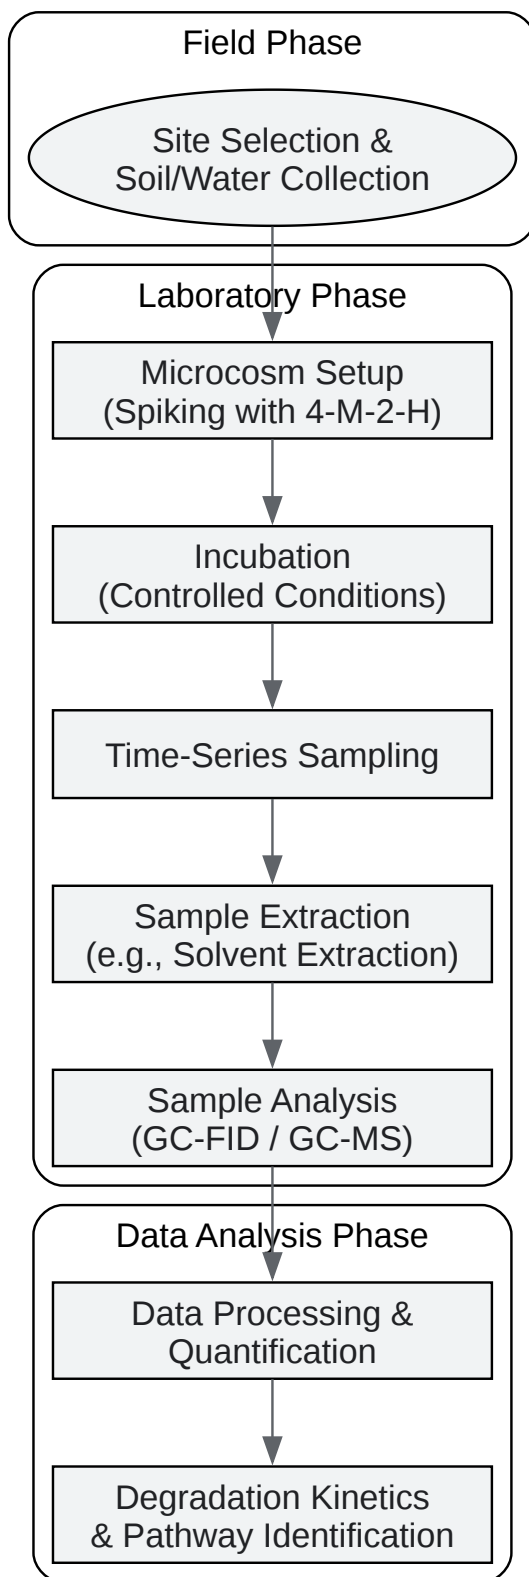 Field Phase
Site Selection &
Soil/Water Collection
Laboratory Phase
Microcosm Setup
(Spiking with 4-M-2-H)
Incubation
(Controlled Conditions)
Time-Series Sampling
Sample Extraction
(e.g., Solvent Extraction)
Sample Analysis
(GC-FID / GC-MS)
Data Analysis Phase
Data Processing &
Quantification
Degradation Kinetics
& Pathway Identification